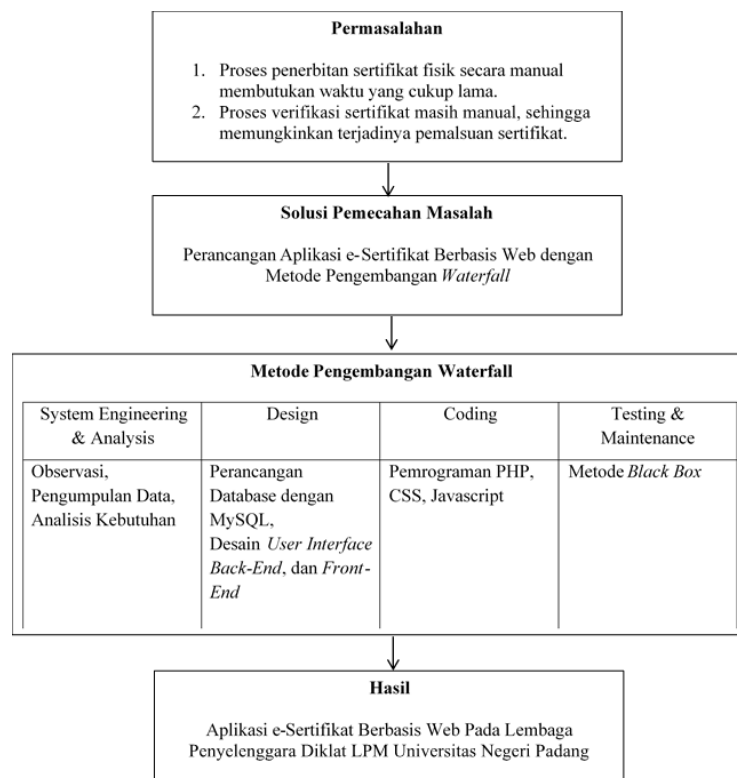 Permasalahan
1. Proses penerbitan sertifikat fisik secara manual
membutukan waktu yang cukup lama.
2. Proses verifikasi sertifikat masih manual, sehingga
memungkinkan terjadinya pemalsuan sertifikat.
Solusi Pemecahan Masalah
Perancangan Aplikasi e-Sertifikat Berbasis Web dengan
Metode Pengembangan Waterfall
Metode Pengembangan Waterfall
System Engineering
& Analysis
Design
Coding
Testing &
Maintenance
Observasi,
Pengumpulan Data,
Analisis Kebutuhan
Perancangan
Database dengan
MySQL,
Desain User Interface
Back-End, dan Front-
End
Pemrograman PHP,
CSS, Javascript
Metode Black Box
Hasil
Aplikasi e-Sertifikat Berbasis Web Pada Lembaga
Penyelenggara Diklat LPM Universitas Negeri Padang